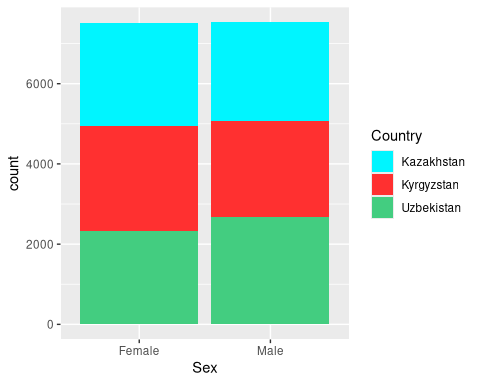 6000
4000
2000
0
count
Female
Male
Sex
Country
Kazakhstan
Kyrgyzstan
Uzbekistan